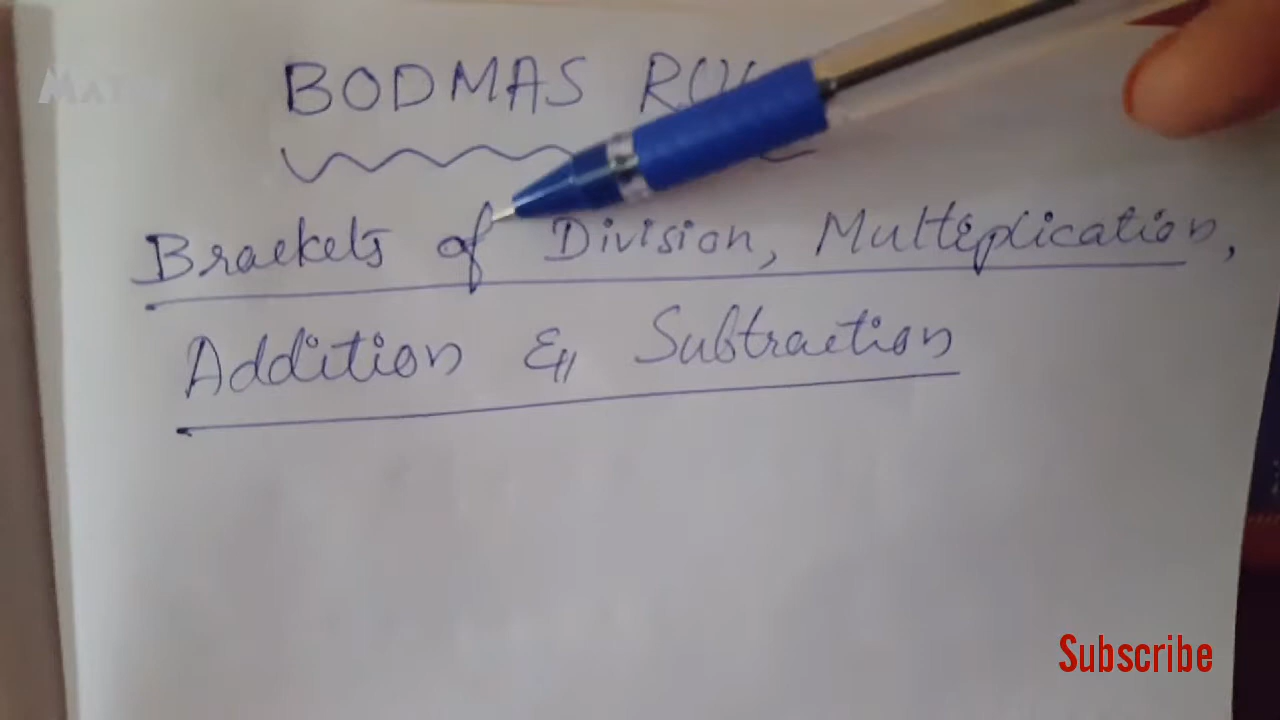 BODMAS
Brackets of Division, Multiplication,
Addition & Subtraction
Subscribe